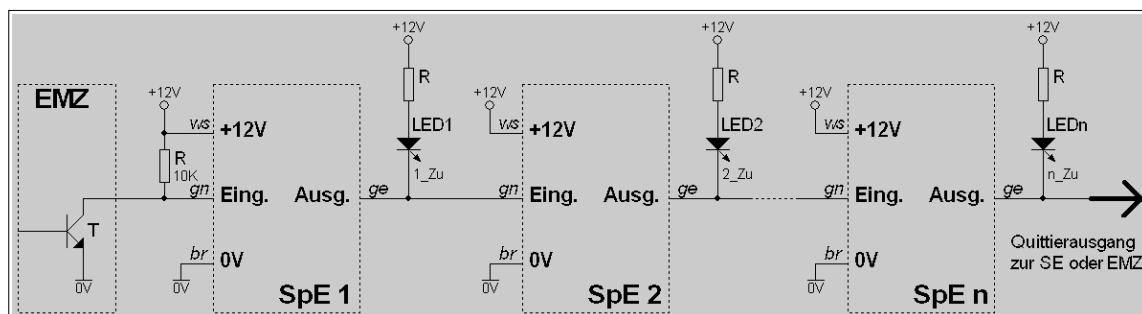 +12V
+12V
+12V
R
R
R
EMZ
+12V
+12V
+12V
LED1
LED2
LEDn
ws
+12V
ws
+12V
ws
+12V
R
10K
1_Zu
2_Zu
n_Zu
gn
Eing.
Ausg.
ge
gn
Eing.
Ausg.
ge
gn
Eing.
Ausg.
ge
T
br
0V
br
0V
br
0V
Quittierausgang
zur SE oder EMZ
0V
0V
0V
0V
SpE 1
SpE 2
SpE n